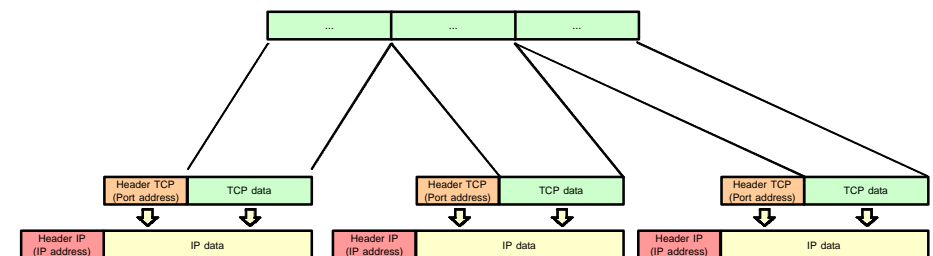 ... ... ...
Header TCP
(Port address)
TCP data
Header TCP
(Port address)
TCP data
Header TCP
(Port address)
TCP data
Header IP
(IP address)
IP data
Header IP
(IP address)
IP data
Header IP
(IP address)
IP data